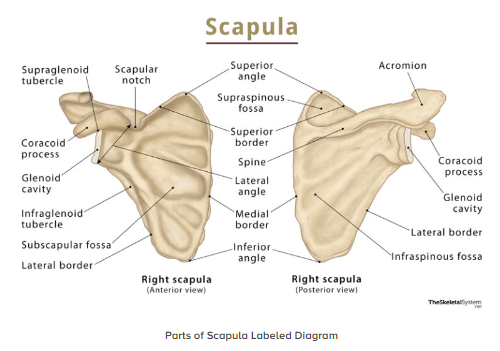 Scapula
Supraglenoid
tubercle
Scapular
notch
Coracoid
process
Glenoid
cavity
Infraglenoid
tubercle
Subscapular fossa
Lateral border
Superior
angle
Supraspinous
fossa
Superior
border
Spine
Lateral
angle
Medial
border
Inferior
angle
Acromion
Coracoid
process
Glenoid
cavity
Lateral border
Infraspinous fossa
Right scapula
(Anterior view)
Right scapula
(Posterior view)
TheSkeletalSystem
.net
Parts of Scapula Labeled Diagram